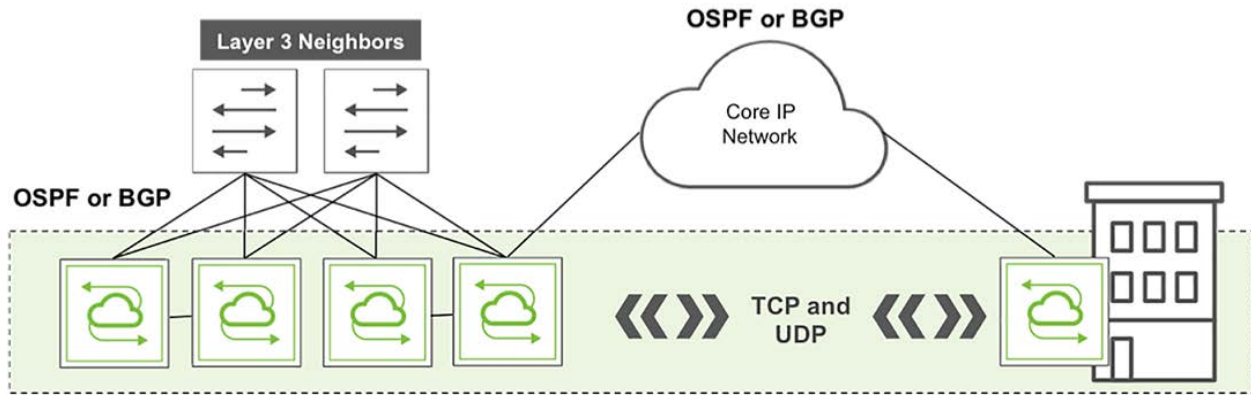 OSPF or BGP
Layer 3 Neighbors
Core IP
Network
OSPF or BGP
TCP and
UDP